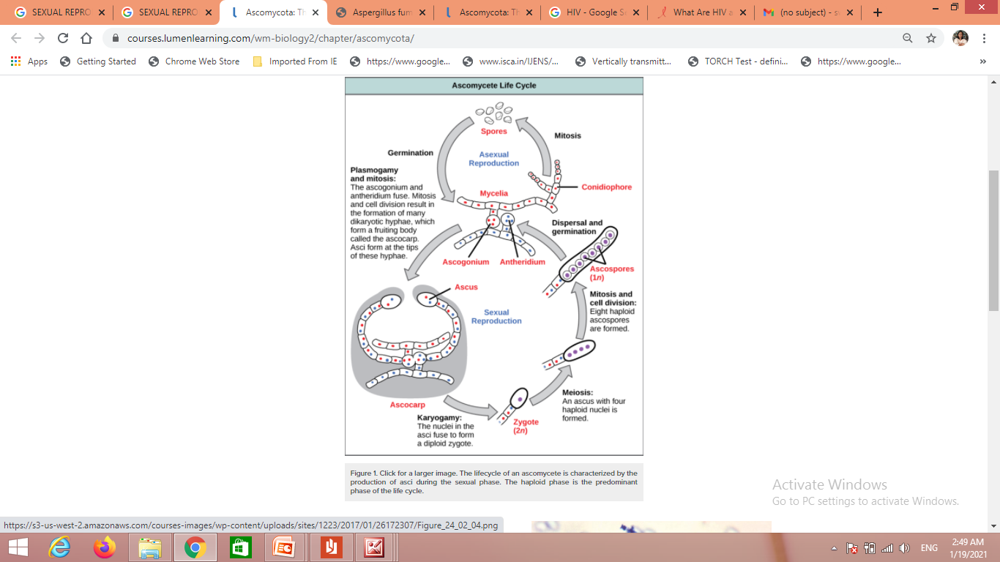 SEXUAL REPRO
SEXUAL REPRO
Ascomycota: Th
Aspergillus fum
Ascomycota: Th
HIV - Google Se
What Are HIV a
(no subject) - s
courses.lumenlearning.com/wm-biology2/chapter/ascomycota/
Apps
Getting Started
Chrome Web Store
Imported From IE
https://www.google...
www.isca.in/IJENS/...
Vertically transmitt...
TORCH Test - defini...
https://www.google...
»
Ascomycete Life Cycle
Spores
Mitosis
Germination
Asexual
Reproduction
Plasmogamy
and mitosis:
The ascogonium and
antheridium fuse. Mitosis
and cell division result in
the formation of many
dikaryotic hyphae, which
form a fruiting body
called the ascocarp.
Asci form at the tips
of these hyphae.
Conidiophore
Mycelia
Dispersal and
germination
Ascogonium
Antheridium
Ascospores
(1n)
Ascus
Mitosis and
cell division:
Eight haploid
ascospores
are formed.
Sexual
Reproduction
Meiosis:
An ascus with four
haploid nuclei is
formed.
Ascocarp
Karyogamy:
The nuclei in the
asci fuse to form
a diploid zygote.
Zygote
(2n)
Figure 1. Click for a larger image. The lifecycle of an ascomycete is characterized by the
production of asci during the sexual phase. The haploid phase is the predominant
phase of the life cycle.
Activate Windows
Go to PC settings to activate Windows.
https://s3-us-west-2.amazonaws.com/courses-images/wp-content/uploads/sites/1223/2017/01/26172307/Figure_24_02_04.png
ENG
2:49 AM
1/19/2021